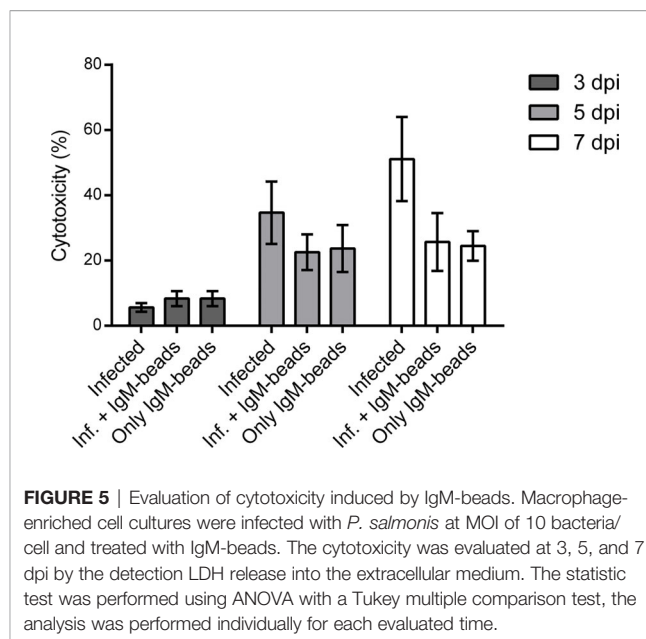 80
60
40
20
0
Cytotoxicity (%)
3 dpi
5 dpi
7 dpi
Infected
Inf. + IgM-beads
Only IgM-beads
Infected
Inf. + IgM-beads
Only IgM-beads
Infected
Inf. + IgM-beads
Only IgM-beads
FIGURE 5 | Evaluation of cytotoxicity induced by IgM-beads. Macrophage-
enriched cell cultures were infected with P. salmonis at MOI of 10 bacteria/
cell and treated with IgM-beads. The cytotoxicity was evaluated at 3, 5, and 7
dpi by the detection LDH release into the extracellular medium. The statistic
test was performed using ANOVA with a Tukey multiple comparison test, the
analysis was performed individually for each evaluated time.